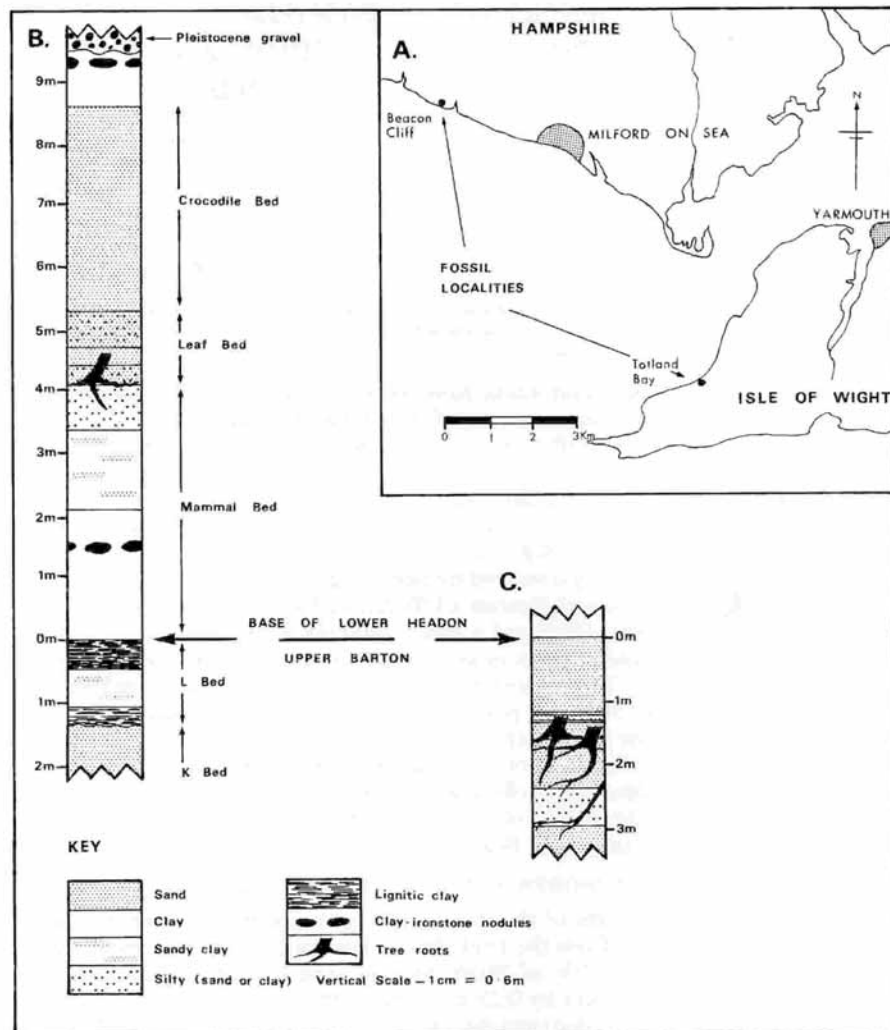 B.
Pleistocene gravel
9m
8m
Crocodile Bed
7m
6m
5m
Leaf Bed
4m
3m
Mammal Bed
2m
1m
0m
L Bed
1m
K Bed
2m
A.
HAMPSHIRE
Beacon
Cliff
MILFORD ON SEA
N
YARMOUTH
FOSSIL
LOCALITIES
Totland
Bay
ISLE OF WIGHT
0 1 2 3Km
BASE OF LOWER HEADON
UPPER BARTON
C.
0m
1m
2m
3m
KEY
Sand
Clay
Sandy clay
Silty (sand or clay)
Lignitic clay
Clay-ironstone nodules
Tree roots
Vertical Scale – 1cm = 0·6m